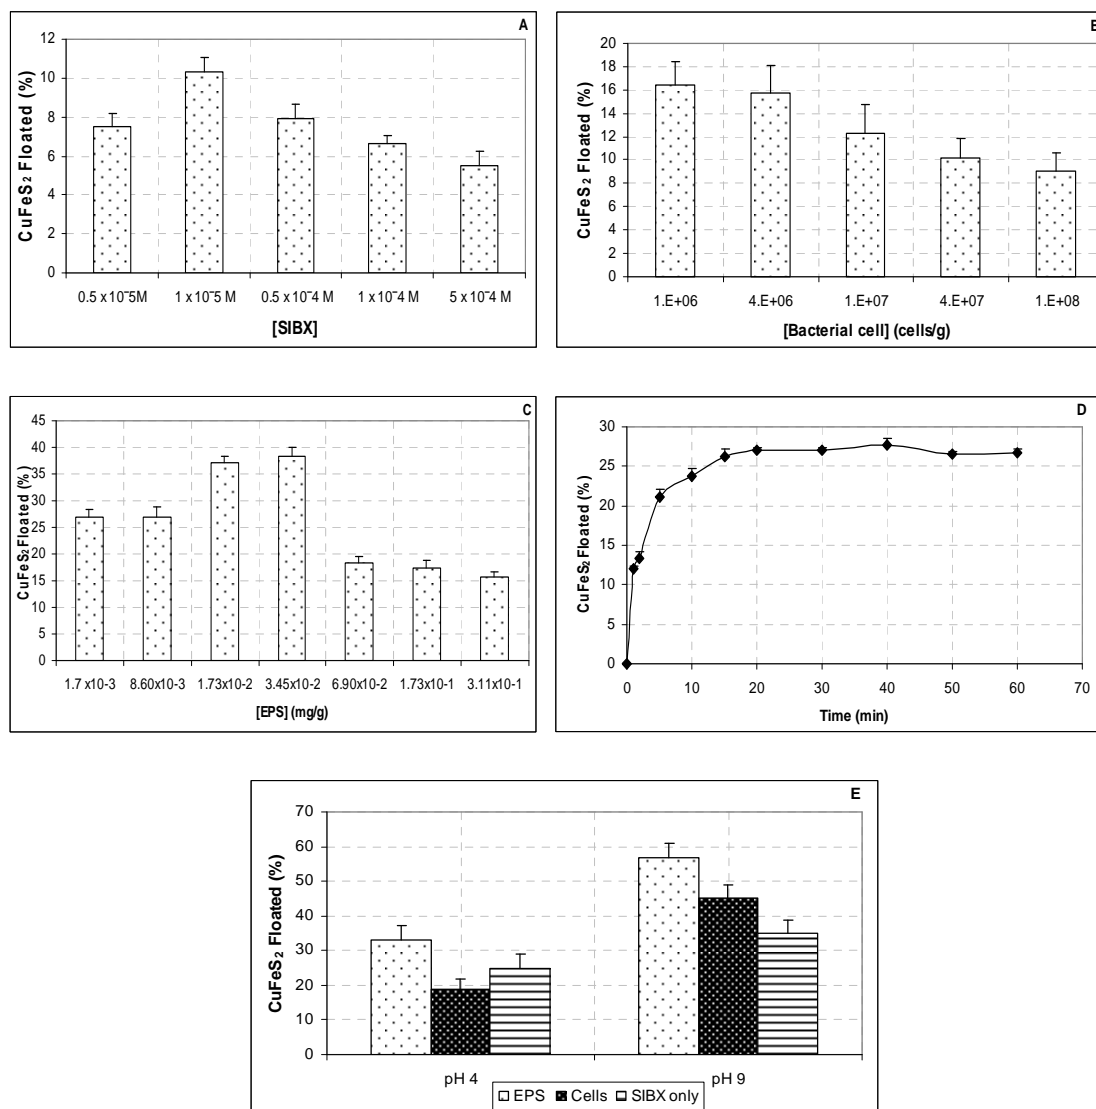 A
CuFeS2 Floated (%)
12
10
8
6
4
2
0
0.5 x 10⁻5M 1 x 10⁻5 M 0.5 x 10⁻4 M 1 x 10⁻4 M 5 x 10⁻4 M
[SIBX]
CuFeS2 Floated (%)
20
18
16
14
12
10
8
6
4
2
0
1.E+06 4.E+06 1.E+07 4.E+07 1.E+08
[Bacterial cell] (cells/g)
C
CuFeS2 Floated (%)
45
40
35
30
25
20
15
10
5
0
1.7 x10-3 8.60x10-3 1.73x10-2 3.45x10-2 6.90x10-2 1.73x10-1 3.11x10-1
[EPS] (mg/g)
D
CuFeS2 Floated (%)
30
25
20
15
10
5
0
0 10 20 30 40 50 60 70
Time (min)
E
CuFeS2 Floated (%)
70
60
50
40
30
20
10
0
pH 4 pH 9
EPS Cells SIBX only